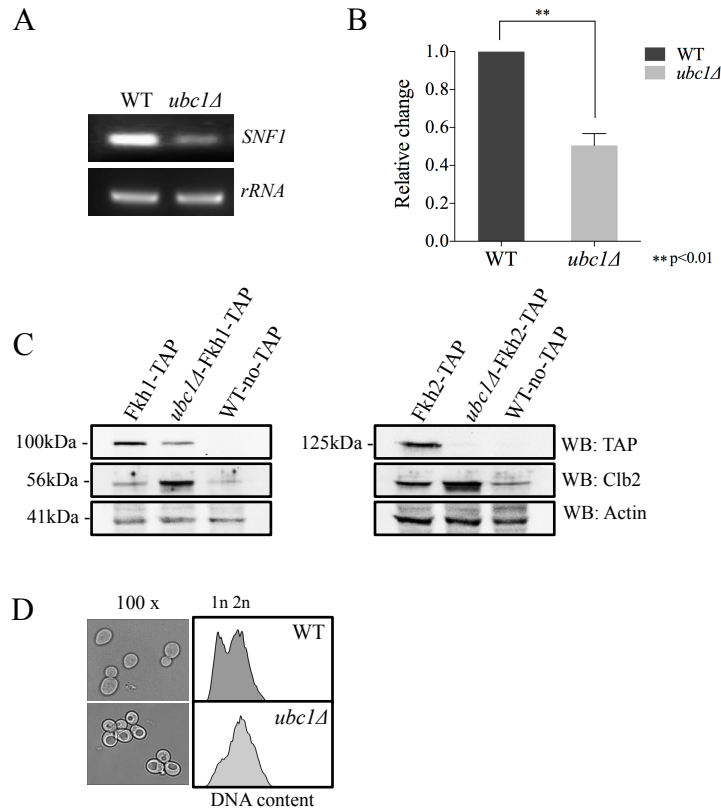 A
WT ubc1Δ
SNF1
rRNA
B
**
WT
ubc1Δ
Relative change
1.0
0.8
0.6
0.4
0.2
0.0
WT ubc1Δ
**p<0.01
C
Fkh1-TAP
ubc1Δ-Fkh1-TAP
WT-no-TAP
100kDa -
56kDa -
41kDa -
Fkh2-TAP
ubc1Δ-Fkh2-TAP
WT-no-TAP
125kDa -
WB: TAP
WB: Clb2
WB: Actin
D
100 x
1n 2n
WT
ubc1Δ
DNA content